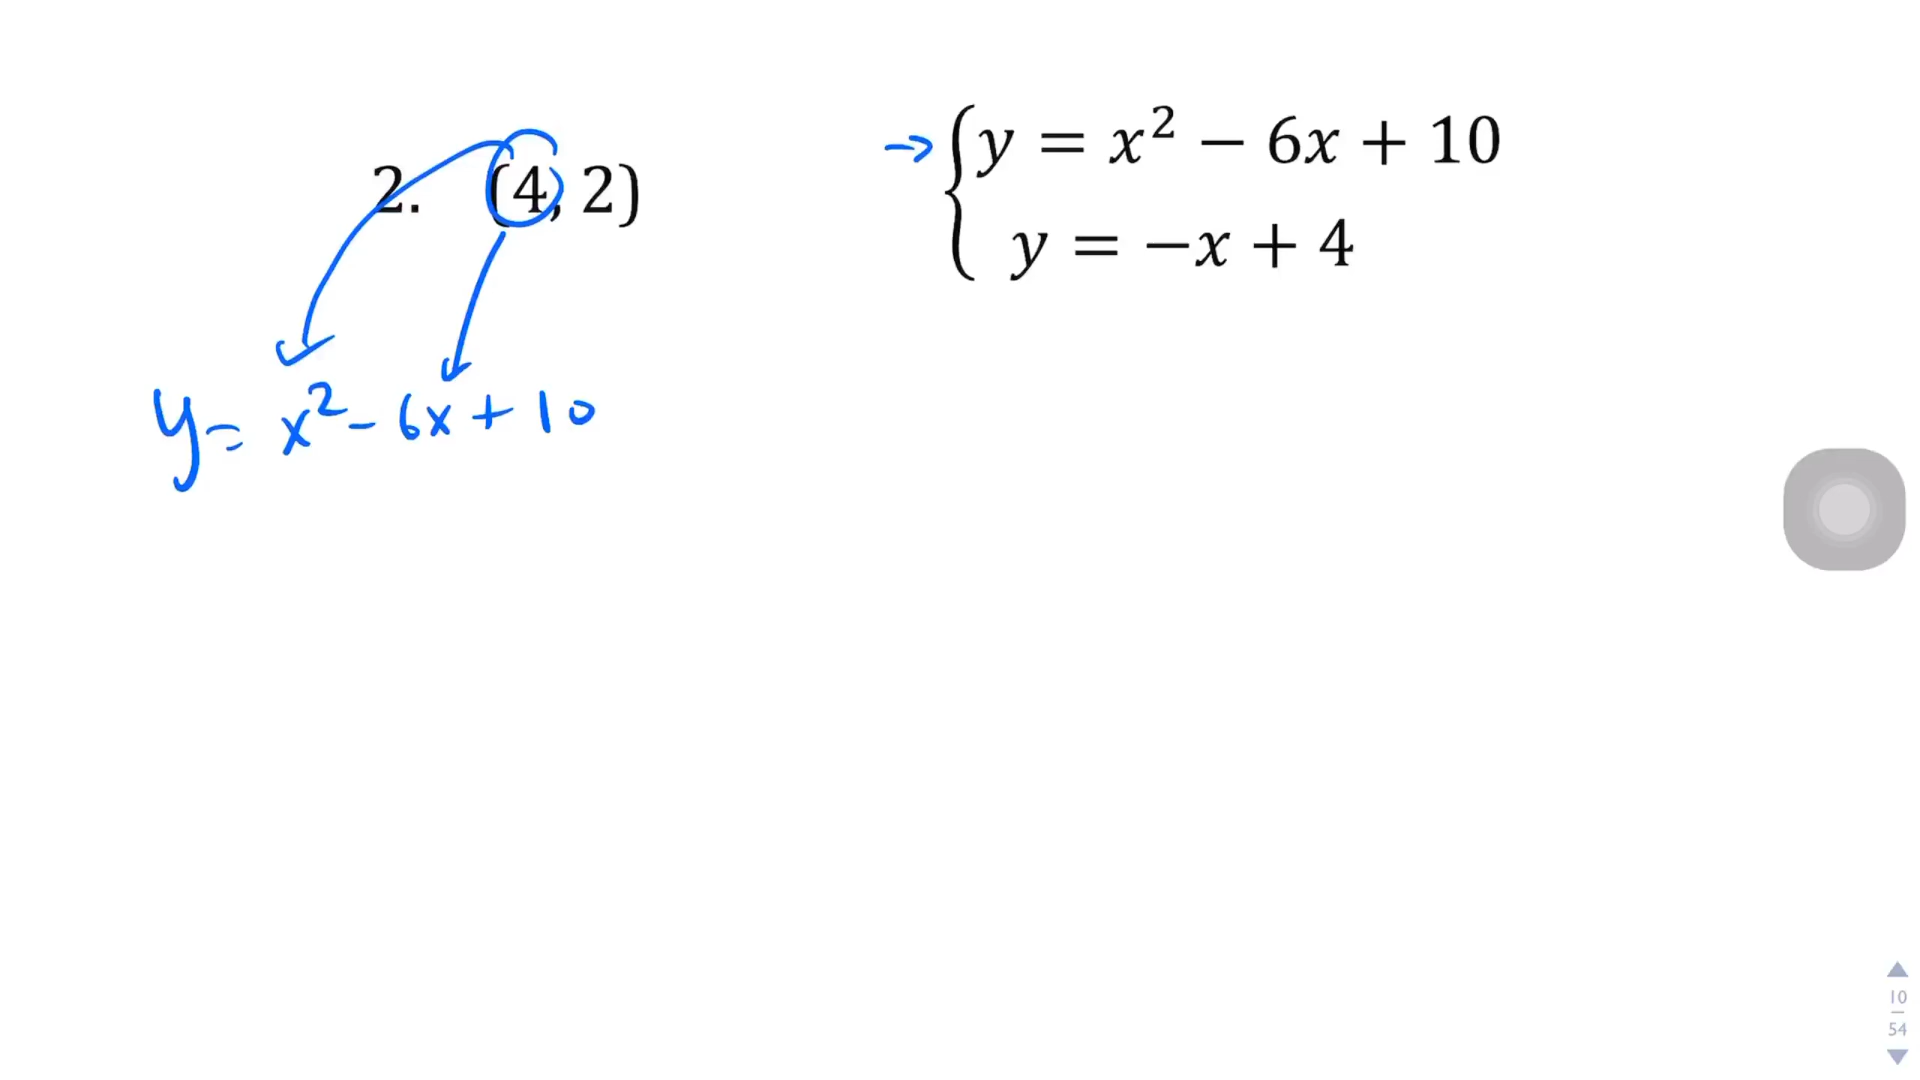 2. (4, 2)
→ { y = x² − 6x + 10
y = −x + 4
y = x² - 6x + 10
10
54